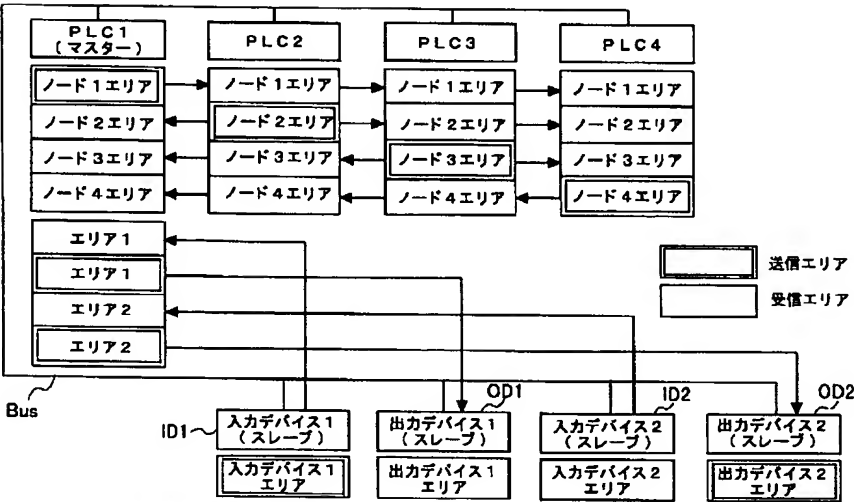 PLC1
(マスター)
PLC2
PLC3
PLC4
ノード1エリア
ノード1エリア
ノード1エリア
ノード1エリア
ノード2エリア
ノード2エリア
ノード2エリア
ノード2エリア
ノード3エリア
ノード3エリア
ノード3エリア
ノード3エリア
ノード4エリア
ノード4エリア
ノード4エリア
ノード4エリア
エリア1
エリア1
エリア2
エリア2
送信エリア
受信エリア
Bus
ID1
OD1
ID2
OD2
入力デバイス1
(スレーブ)
出力デバイス1
(スレーブ)
入力デバイス2
(スレーブ)
出力デバイス2
(スレーブ)
入力デバイス1
エリア
出力デバイス1
エリア
入力デバイス2
エリア
出力デバイス2
エリア